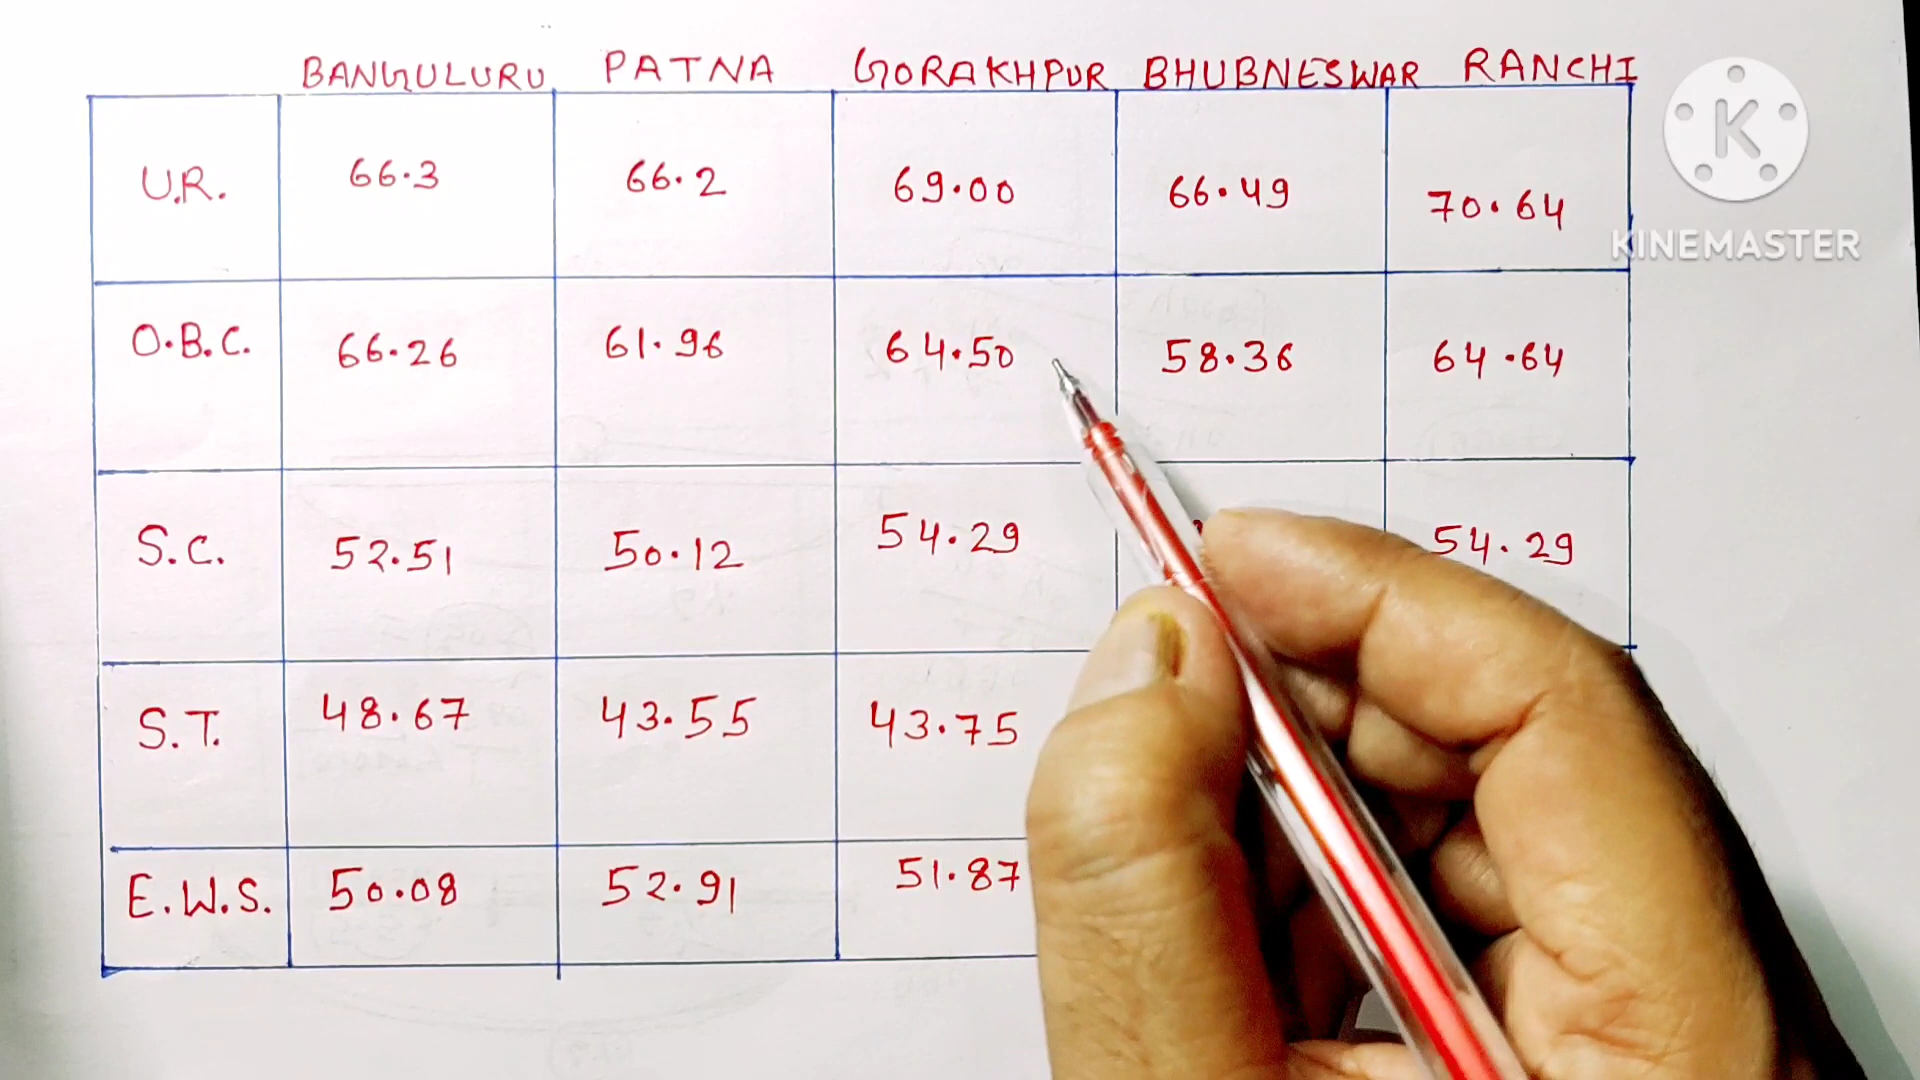 BANGULURU PATNA GORAKHPUR BHUBNESWAR RANCHI
U.R. 66.3 66.2 69.00 66.49 70.64
O.B.C. 66.26 61.96 64.50 58.36 64.64
S.C. 52.51 50.12 54.29 54.29
S.T. 48.67 43.55 43.75
E.W.S. 50.08 52.91 51.87
K
KINEMASTER